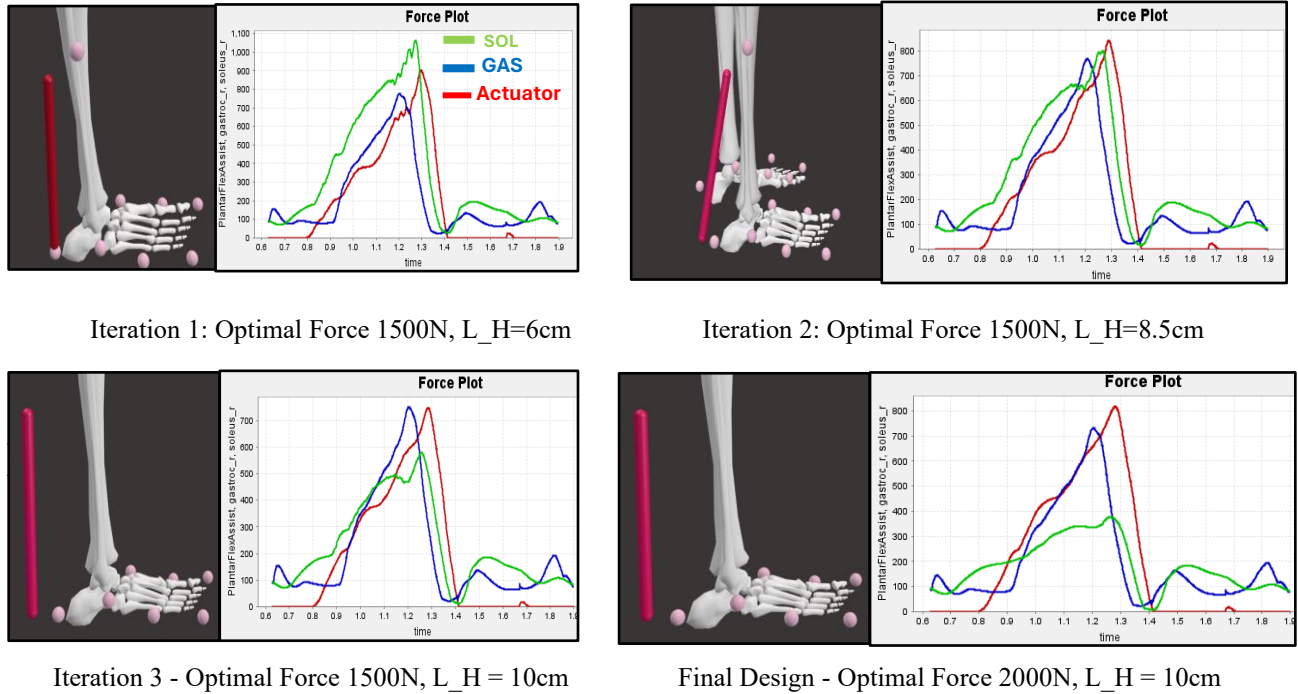 Force Plot
PlantarFlexAssist, gastroc_r, soleus_r
1,100
1,000
900
800
700
600
500
400
300
200
100
0
SOL
GAS
Actuator
0.6 0.7 0.8 0.9 1.0 1.1 1.2 1.3 1.4 1.5 1.6 1.7 1.8 1.9
time
Force Plot
PlantarFlexAssist, gastroc_r, soleus_r
800
700
600
500
400
300
200
100
0
0.6 0.7 0.8 0.9 1.0 1.1 1.2 1.3 1.4 1.5 1.6 1.7 1.8 1.9
time
Iteration 1: Optimal Force 1500N, L_H=6cm
Iteration 2: Optimal Force 1500N, L_H=8.5cm
Force Plot
PlantarFlexAssist, gastroc_r, soleus_r
700
600
500
400
300
200
100
0
0.6 0.7 0.8 0.9 1.0 1.1 1.2 1.3 1.4 1.5 1.6 1.7 1.8 1.9
time
Force Plot
PlantarFlexAssist, gastroc_r, soleus_r
800
700
600
500
400
300
200
100
0
0.6 0.7 0.8 0.9 1.0 1.1 1.2 1.3 1.4 1.5 1.6 1.7 1.8 1.9
time
Iteration 3 - Optimal Force 1500N, L_H = 10cm
Final Design - Optimal Force 2000N, L_H = 10cm